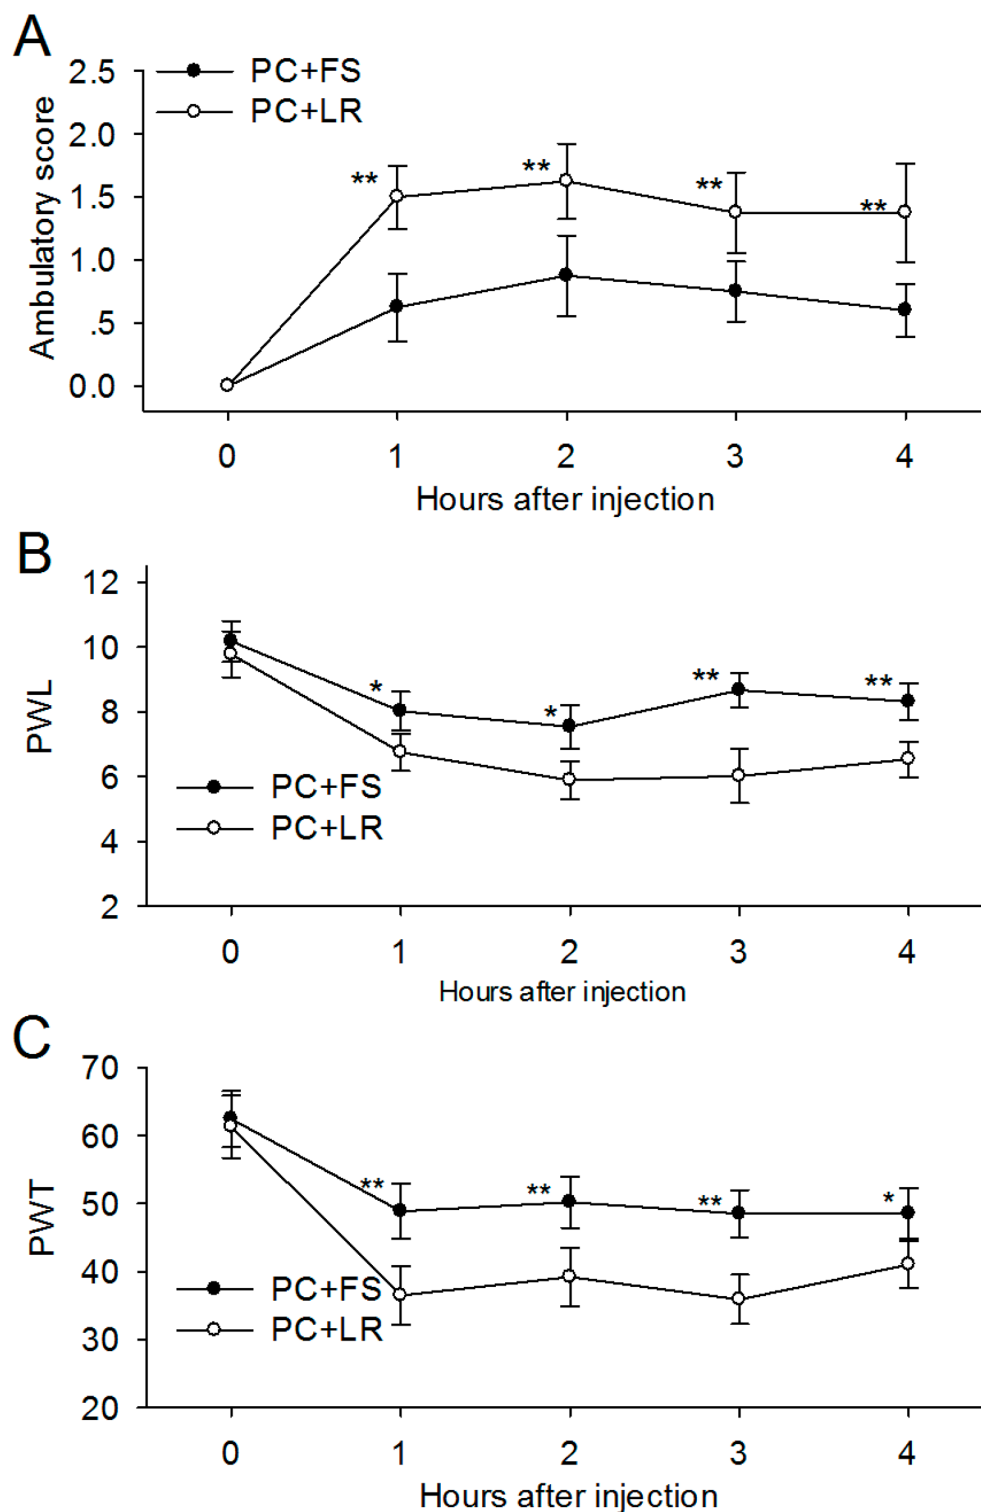 A
PC+FS
PC+LR
Ambulatory score
2.5
2.0
1.5
1.0
.5
0.0
**
**
**
**
0 1 2 3 4
Hours after injection
B
PWL
12
10
8
6
4
2
*
*
**
**
PC+FS
PC+LR
0 1 2 3 4
Hours after injection
C
PWT
70
60
50
40
30
20
**
**
**
*
PC+FS
PC+LR
0 1 2 3 4
Hours after injection